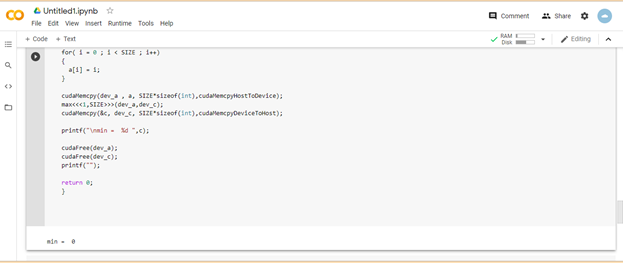 Untitled1.ipynb
File Edit View Insert Runtime Tools Help
Comment Share
+ Code + Text
RAM
Disk
Editing
for( i = 0 ; i < SIZE ; i++)
{
a[i] = i;
}
cudaMemcpy(dev_a , a, SIZE*sizeof(int),cudaMemcpyHostToDevice);
max<<<1,SIZE>>>(dev_a,dev_c);
cudaMemcpy(&c, dev_c, SIZE*sizeof(int),cudaMemcpyDeviceToHost);
printf("\nmin =  %d ",c);
cudaFree(dev_a);
cudaFree(dev_c);
printf("");
return 0;
}
min =  0